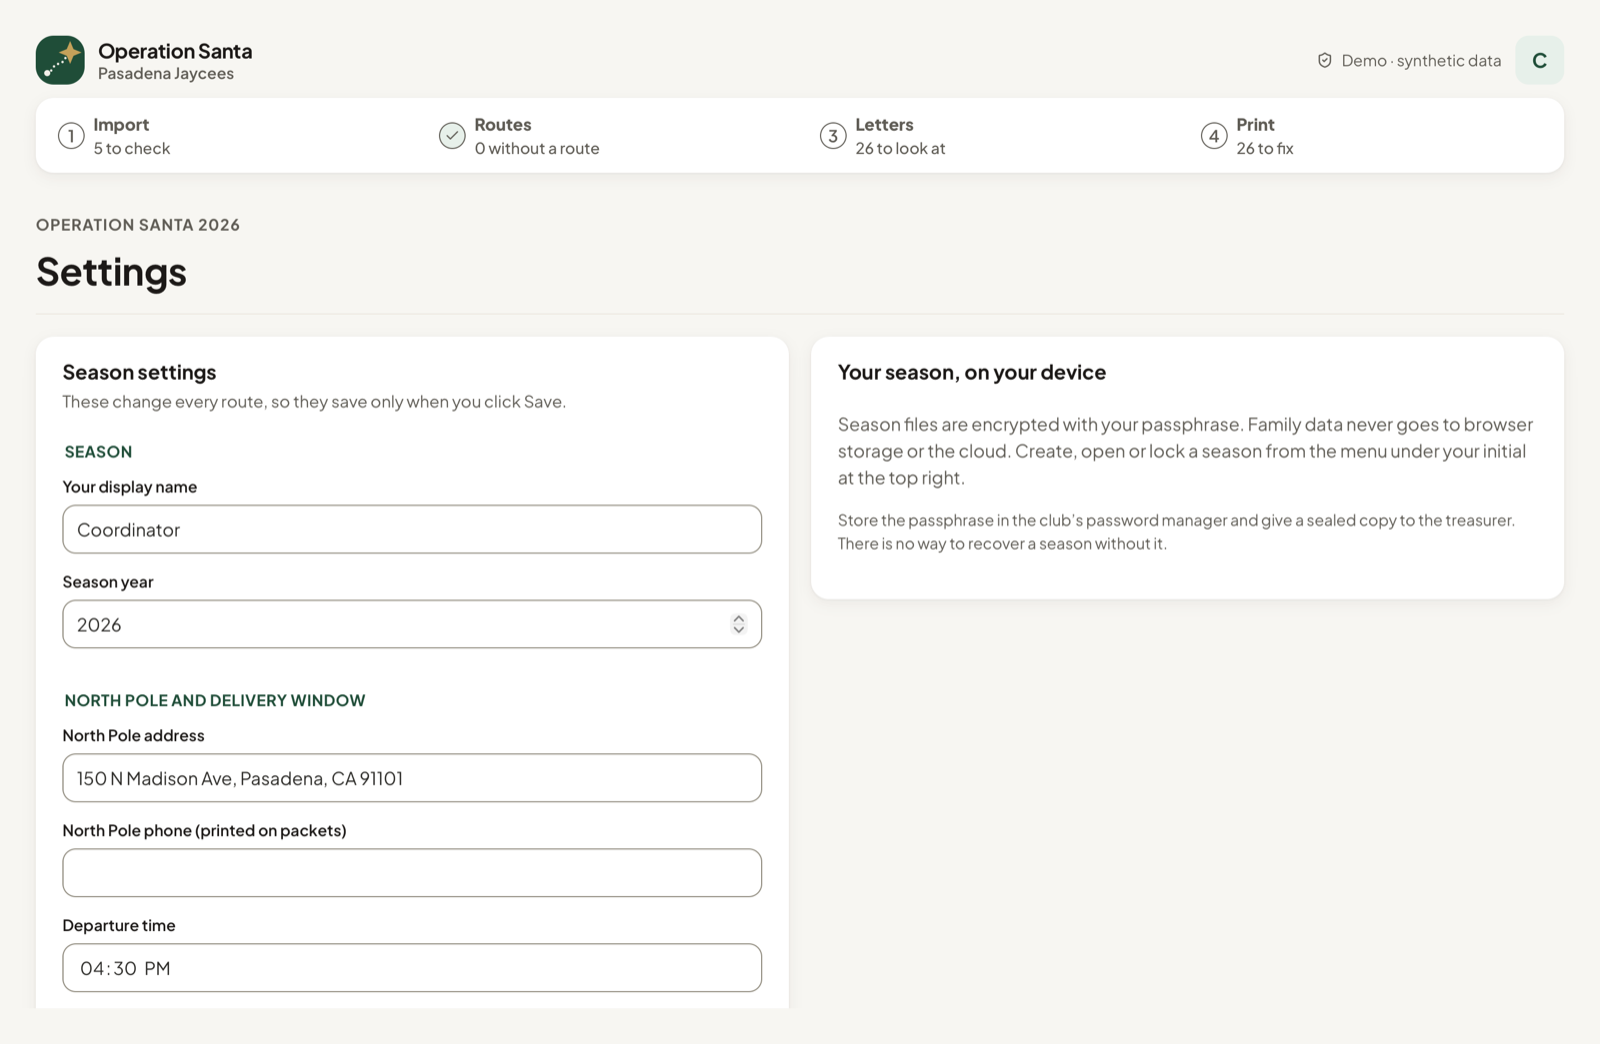 Operation Santa
Pasadena Jaycees
Demo · synthetic data
C
1
Import
5 to check
Routes
0 without a route
3
Letters
26 to look at
4
Print
26 to fix
OPERATION SANTA 2026
Settings
Season settings
These change every route, so they save only when you click Save.
SEASON
Your display name
Coordinator
Season year
2026
NORTH POLE AND DELIVERY WINDOW
North Pole address
150 N Madison Ave, Pasadena, CA 91101
North Pole phone (printed on packets)
Departure time
04:30 PM
Your season, on your device
Season files are encrypted with your passphrase. Family data never goes to browser
storage or the cloud. Create, open or lock a season from the menu under your initial
at the top right.
Store the passphrase in the club's password manager and give a sealed copy to the treasurer.
There is no way to recover a season without it.